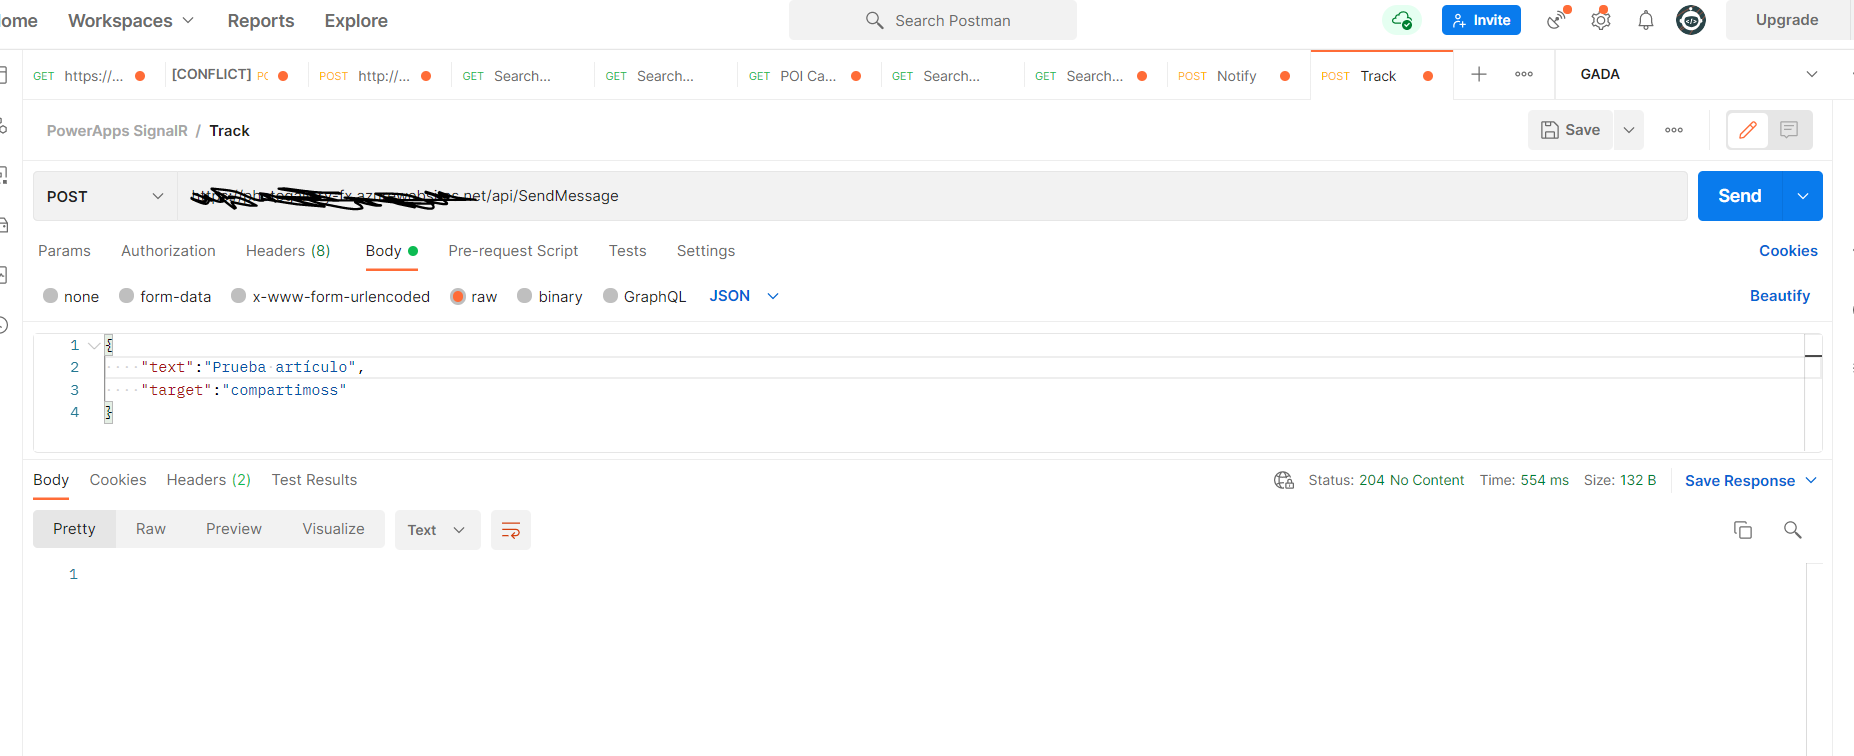 ome Workspaces Reports Explore Search Postman Invite Upgrade
GET https://... [CONFLICT] PC POST http://... GET Search... GET Search... GET POI Ca... GET Search... GET Search... POST Notify POST Track GADA
PowerApps SignalR / Track Save
POST .net/api/SendMessage Send
Params Authorization Headers (8) Body Pre-request Script Tests Settings Cookies
none form-data x-www-form-urlencoded raw binary GraphQL JSON Beautify
1 {
2 "text":"Prueba artículo",
3 "target":"compartimoss"
4 }
Body Cookies Headers (2) Test Results Status: 204 No Content Time: 554 ms Size: 132 B Save Response
Pretty Raw Preview Visualize Text
1